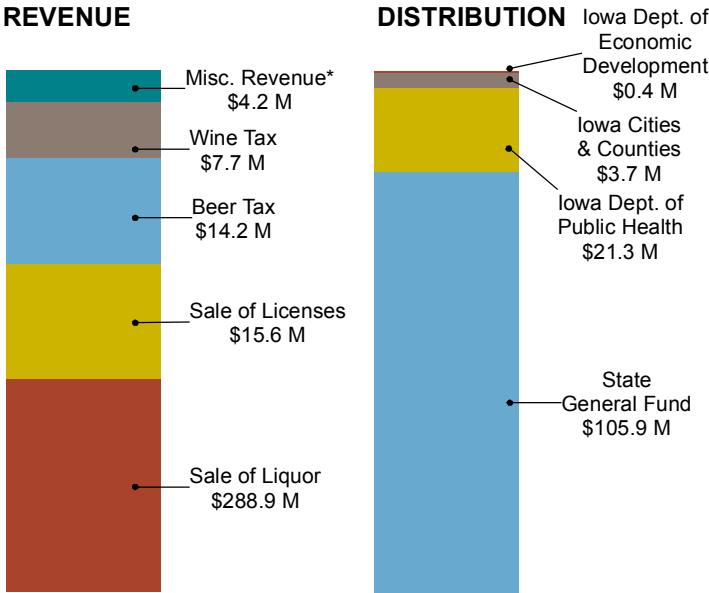 REVENUE
Misc. Revenue*
$4.2 M
Wine Tax
$7.7 M
Beer Tax
$14.2 M
Sale of Licenses
$15.6 M
Sale of Liquor
$288.9 M
DISTRIBUTION
Iowa Dept. of
Economic
Development
$0.4 M
Iowa Cities
& Counties
$3.7 M
Iowa Dept. of
Public Health
$21.3 M
State
General Fund
$105.9 M